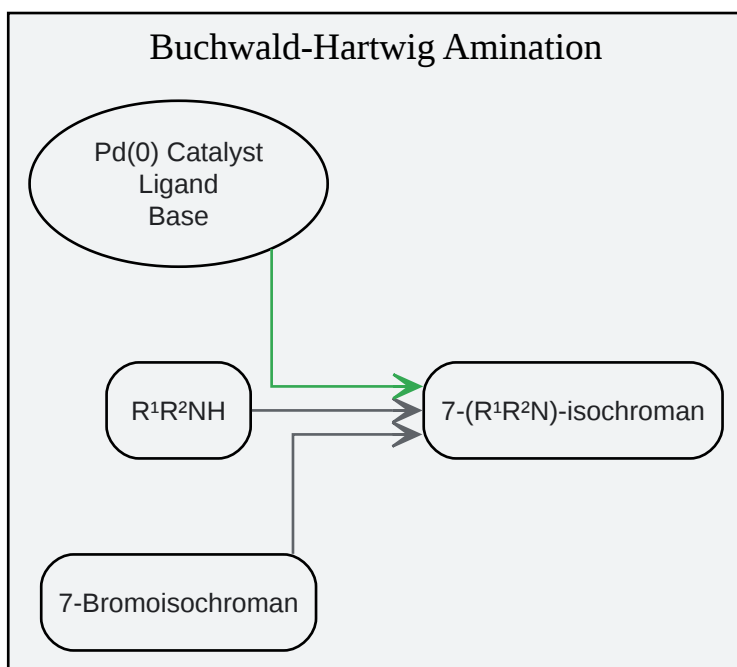 Buchwald-Hartwig Amination
Pd(0) Catalyst
Ligand
Base
R¹R²NH
7-(R¹R²N)-isochroman
7-Bromoisochroman